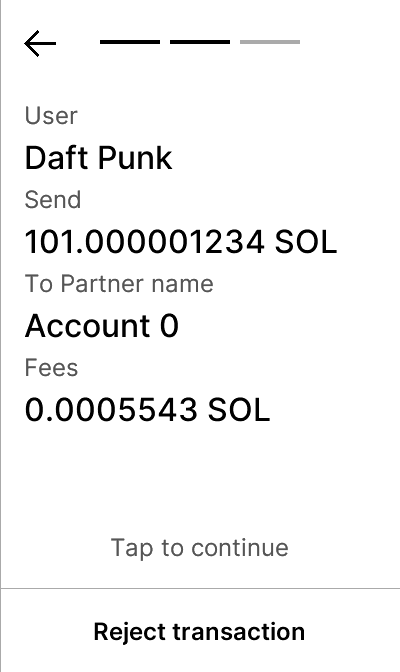 User
Daft Punk
Send
101.000001234 SOL
To Partner name
Account 0
Fees
0.0005543 SOL
Tap to continue
Reject transaction